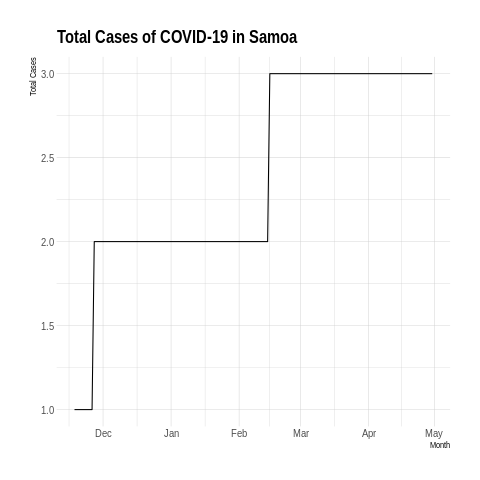 Total Cases of COVID-19 in Samoa
Total Cases
3.0
2.5
2.0
1.5
1.0
Dec Jan Feb Mar Apr May
Month